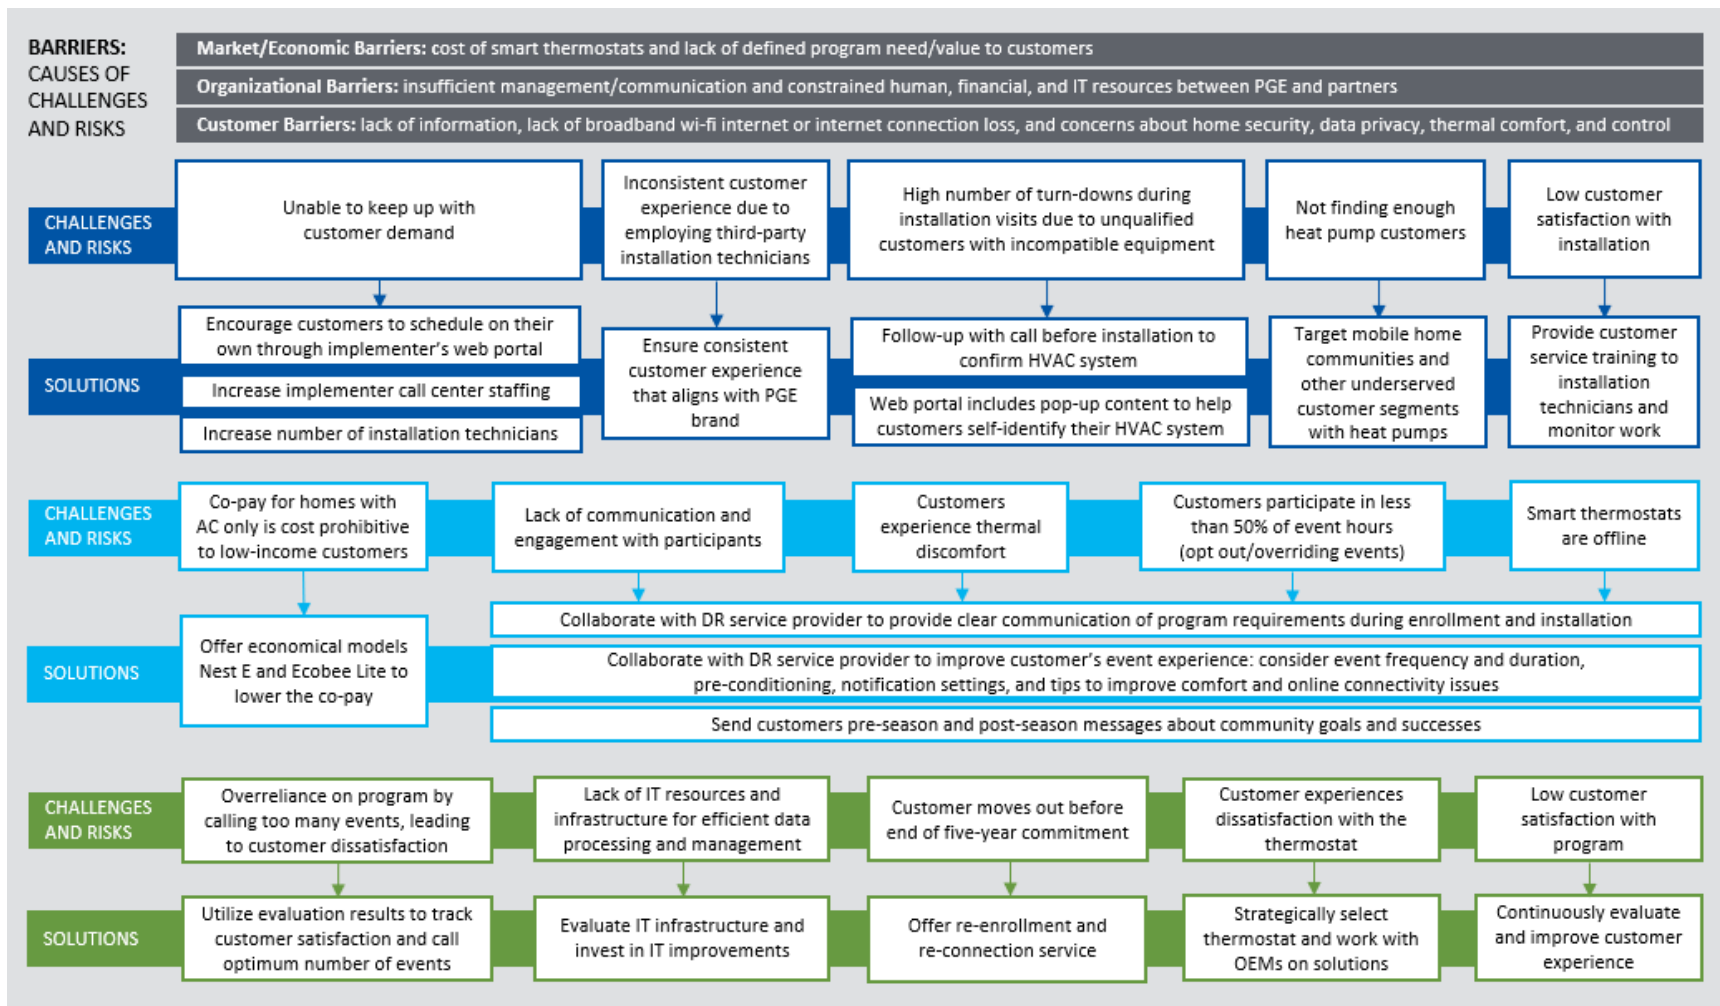 BARRIERS:
CAUSES OF
CHALLENGES
AND RISKS
Market/Economic Barriers: cost of smart thermostats and lack of defined program need/value to customers
Organizational Barriers: insufficient management/communication and constrained human, financial, and IT resources between PGE and partners
Customer Barriers: lack of information, lack of broadband wi-fi internet or internet connection loss, and concerns about home security, data privacy, thermal comfort, and control
CHALLENGES
AND RISKS
Unable to keep up with
customer demand
Inconsistent customer
experience due to
employing third-party
installation technicians
High number of turn-downs during
installation visits due to unqualified
customers with incompatible equipment
Not finding enough
heat pump customers
Low customer
satisfaction with
installation
SOLUTIONS
Encourage customers to schedule on their
own through implementer's web portal
Increase implementer call center staffing
Increase number of installation technicians
Ensure consistent
customer experience
that aligns with PGE
brand
Follow-up with call before installation to
confirm HVAC system
Web portal includes pop-up content to help
customers self-identify their HVAC system
Target mobile home
communities and
other underserved
customer segments
with heat pumps
Provide customer
service training to
installation
technicians and
monitor work
CHALLENGES
AND RISKS
Co-pay for homes with
AC only is cost prohibitive
to low-income customers
Lack of communication and
engagement with participants
Customers
experience thermal
discomfort
Customers participate in less
than 50% of event hours
(opt out/overriding events)
Smart thermostats
are offline
SOLUTIONS
Offer economical models
Nest E and Ecobee Lite to
lower the co-pay
Collaborate with DR service provider to provide clear communication of program requirements during enrollment and installation
Collaborate with DR service provider to improve customer's event experience: consider event frequency and duration,
pre-conditioning, notification settings, and tips to improve comfort and online connectivity issues
Send customers pre-season and post-season messages about community goals and successes
CHALLENGES
AND RISKS
Overreliance on program by
calling too many events, leading
to customer dissatisfaction
Lack of IT resources and
infrastructure for efficient data
processing and management
Customer moves out before
end of five-year commitment
Customer experiences
dissatisfaction with the
thermostat
Low customer
satisfaction with
program
SOLUTIONS
Utilize evaluation results to track
customer satisfaction and call
optimum number of events
Evaluate IT infrastructure and
invest in IT improvements
Offer re-enrollment and
re-connection service
Strategically select
thermostat and work with
OEMs on solutions
Continuously evaluate
and improve customer
experience